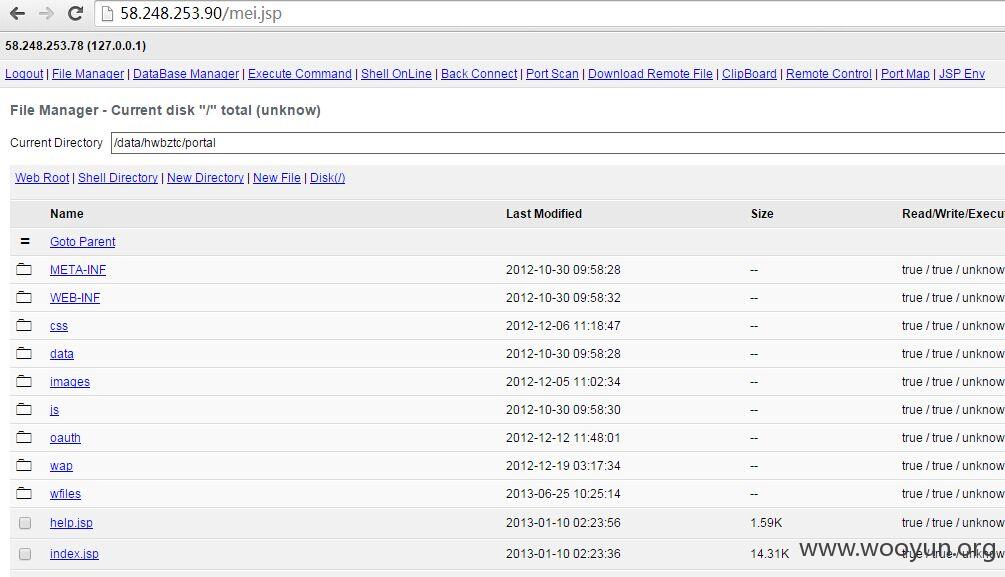 58.248.253.90/mei.jsp
58.248.253.78 (127.0.0.1)
Logout | File Manager | DataBase Manager | Execute Command | Shell OnLine | Back Connect | Port Scan | Download Remote File | ClipBoard | Remote Control | Port Map | JSP Env
File Manager - Current disk "/" total (unknow)
Current Directory /data/hwbztc/portal
Web Root | Shell Directory | New Directory | New File | Disk(/)
Name Last Modified Size Read/Write/Execu
= Goto Parent
META-INF 2012-10-30 09:58:28 -- true / true / unknow
WEB-INF 2012-10-30 09:58:32 -- true / true / unknow
css 2012-12-06 11:18:47 -- true / true / unknow
data 2012-10-30 09:58:28 -- true / true / unknow
images 2012-12-05 11:02:34 -- true / true / unknow
js 2012-10-30 09:58:30 -- true / true / unknow
oauth 2012-12-12 11:48:01 -- true / true / unknow
wap 2012-12-19 03:17:34 -- true / true / unknow
wfiles 2013-06-25 10:25:14 -- true / true / unknow
help.jsp 2013-01-10 02:23:56 1.59K true / true / unknow
index.jsp 2013-01-10 02:23:36 14.31K true / true / unknow
www.wooyun.org